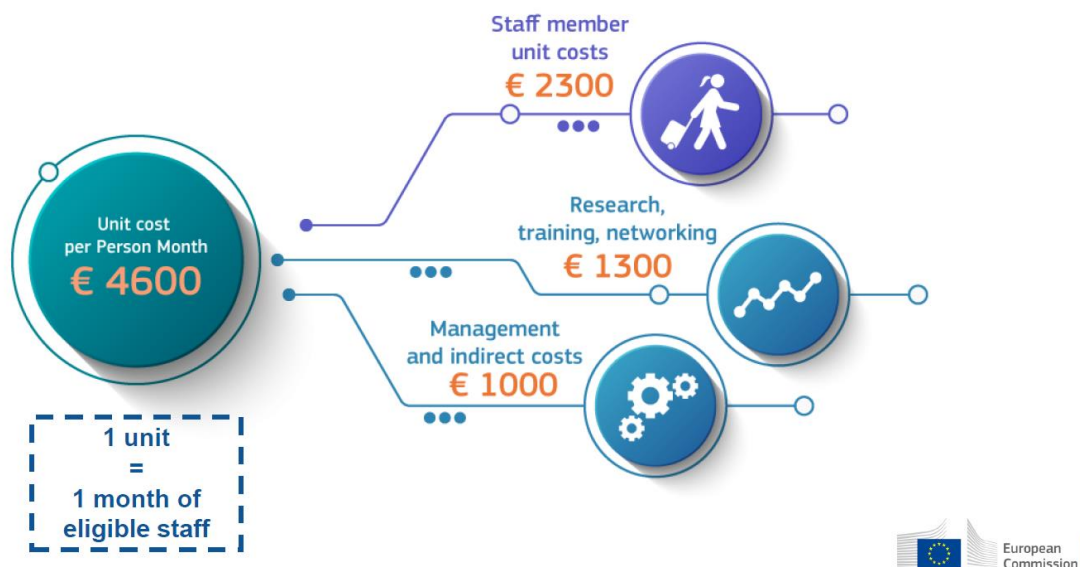 Staff member
unit costs
€ 2300
Unit cost
per Person Month
€ 4600
Research,
training, networking
€ 1300
Management
and indirect costs
€ 1000
1 unit
=
1 month of
eligible staff
European
Commission